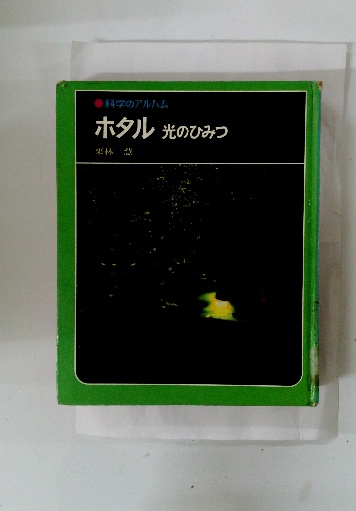 ●科学のアルバム
ホタル 光のひみつ
栗林 慧